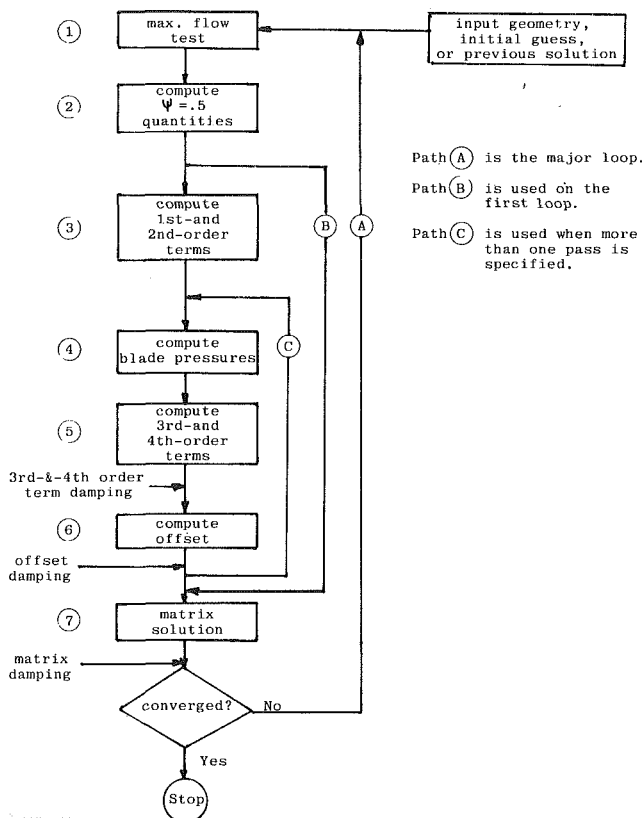 1
max. flow
test
input geometry,
initial guess,
or previous solution
2
compute
Ψ =.5
quantities
Path A is the major loop.
Path B is used on the
first loop.
Path C is used when more
than one pass is
specified.
3
compute
1st-and
2nd-order
terms
B
A
C
4
compute
blade pressures
5
compute
3rd-and
4th-order
terms
3rd-&-4th order
term damping
6
compute
offset
offset
damping
7
matrix
solution
matrix
damping
converged?
No
Yes
Stop